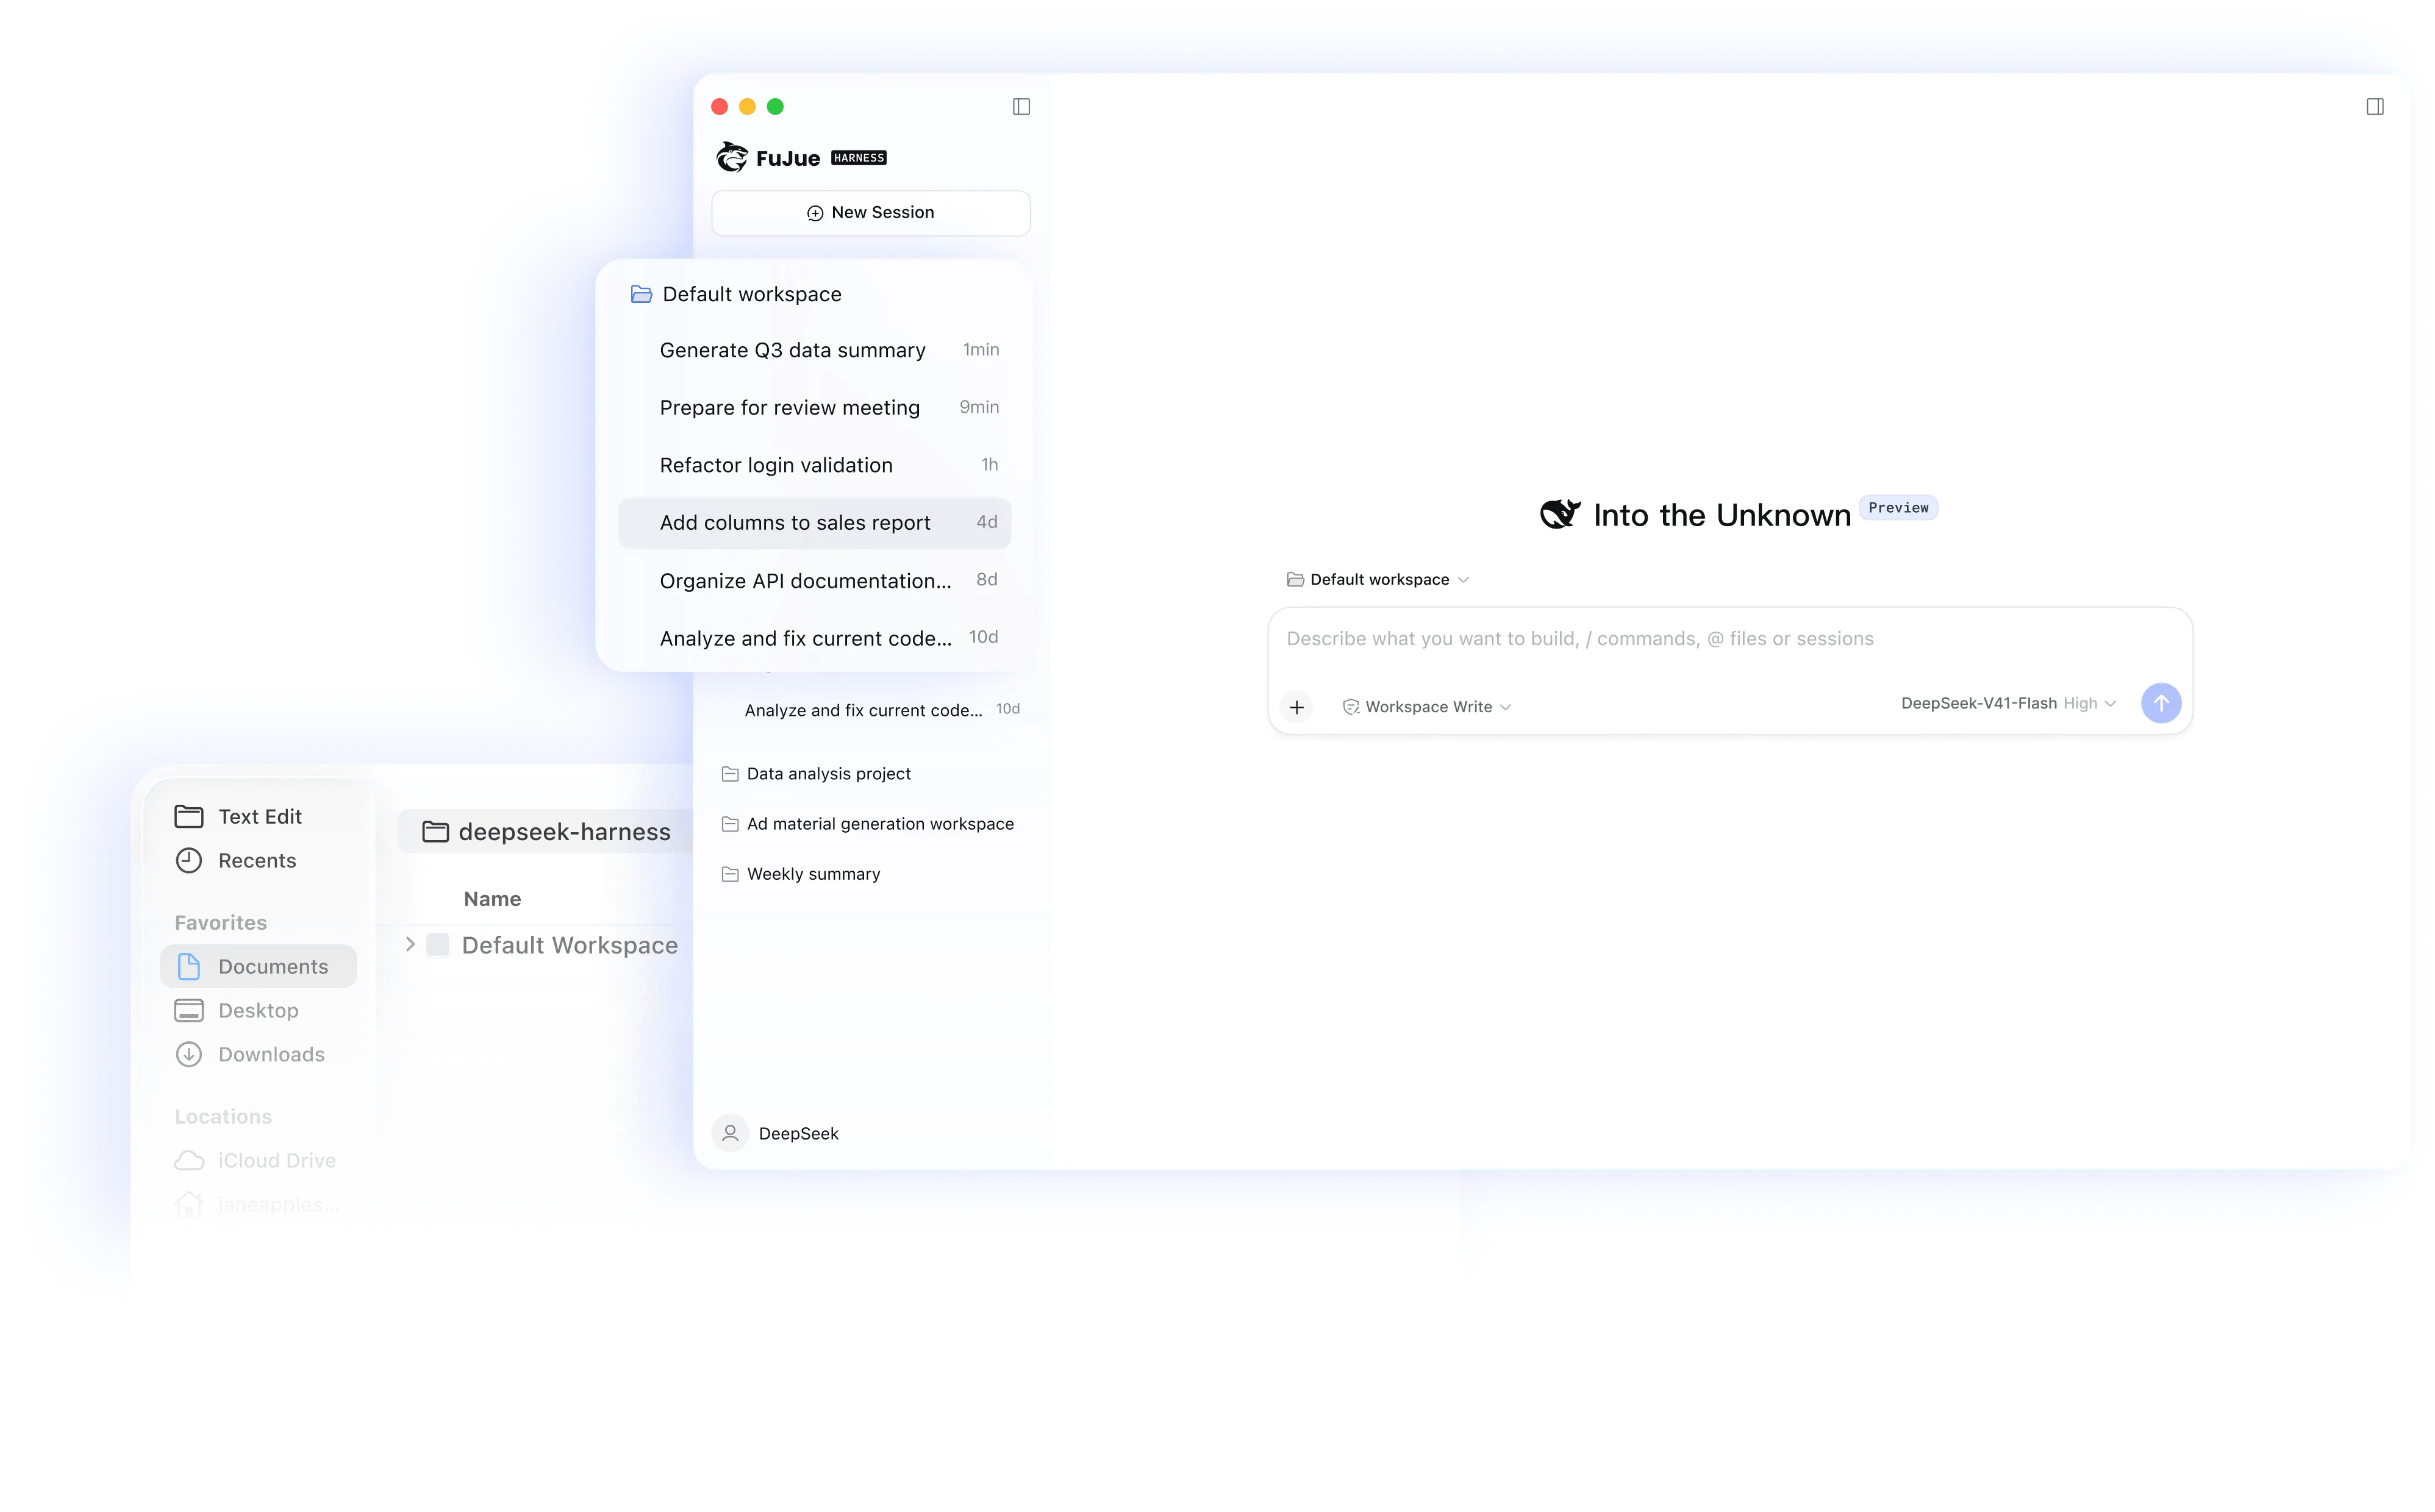 FuJue HARNESS
New Session
Default workspace
Generate Q3 data summary 1min
Prepare for review meeting 9min
Refactor login validation 1h
Add columns to sales report 4d
Organize API documentation... 8d
Analyze and fix current code... 10d
Analyze and fix current code... 10d
Data analysis project
Ad material generation workspace
Weekly summary
DeepSeek
Into the Unknown Preview
Default workspace
Describe what you want to build, / commands, @ files or sessions
Workspace Write
DeepSeek-V41-Flash High
Text Edit
Recents
Favorites
Documents
Desktop
Downloads
Locations
iCloud Drive
janeapples...
deepseek-harness
Name
Default Workspace